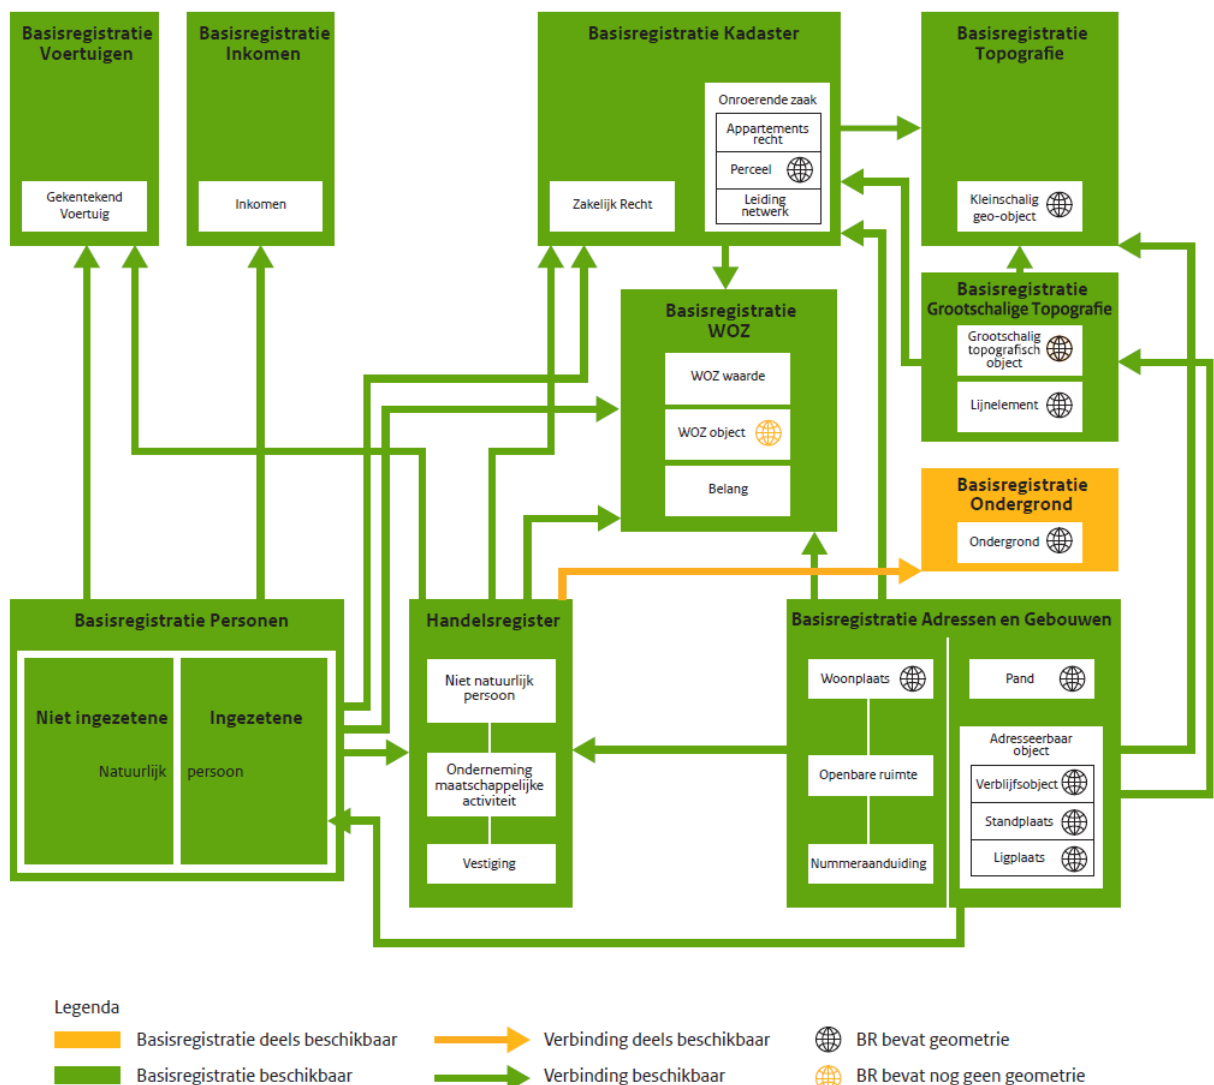 Basisregistratie
Voertuigen
Gekentekend
Voertuig
Basisregistratie
Inkomen
Inkomen
Basisregistratie Kadaster
Onroerende zaak
Appartements
recht
Perceel
Leiding
netwerk
Zakelijk Recht
Basisregistratie
Topografie
Kleinschalig
geo-object
Basisregistratie
Grootschalige Topografie
Grootschalig
topografisch
object
Lijnelement
Basisregistratie
WOZ
WOZ waarde
WOZ object
Belang
Basisregistratie
Ondergrond
Ondergrond
Basisregistratie Personen
Niet ingezetene
Ingezetene
Natuurlijk
persoon
Handelsregister
Niet natuurlijk
persoon
Onderneming
maatschappelijke
activiteit
Vestiging
Basisregistratie Adressen en Gebouwen
Woonplaats
Openbare ruimte
Nummeraanduiding
Pand
Adresseerbaar
object
Verblijfsobject
Standplaats
Ligplaats
Legenda
Basisregistratie deels beschikbaar
Verbinding deels beschikbaar
BR bevat geometrie
Basisregistratie beschikbaar
Verbinding beschikbaar
BR bevat nog geen geometrie